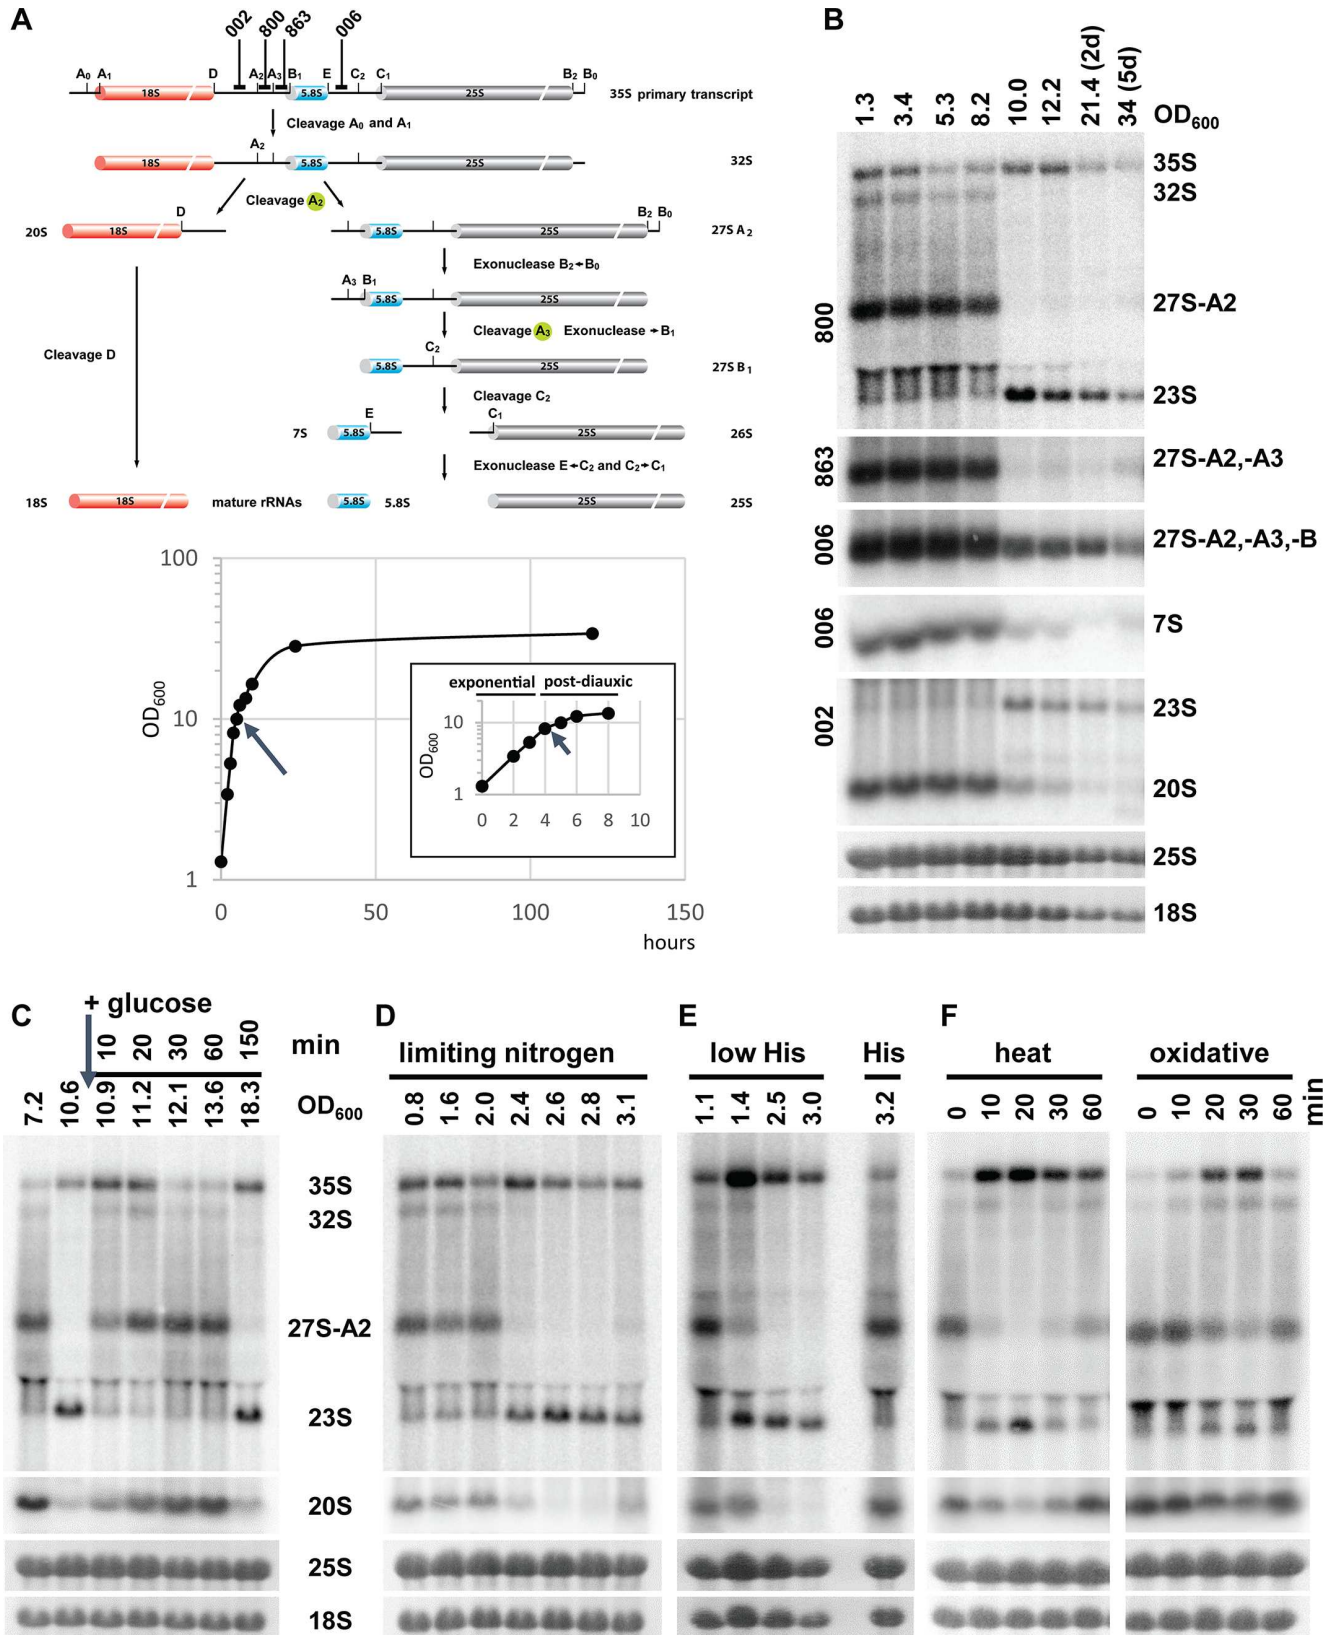 A
002 800 863 006
A0 A1 D A2 A3 B1 E C2 C1 B2 B0
18S 5.8S 25S 35S primary transcript
Cleavage A0 and A1
A2
18S 5.8S 25S 32S
Cleavage A2
D B2 B0
20S 18S 5.8S 25S 27S A2
Exonuclease B2 B0
A3 B1
5.8S 25S
Cleavage D
Cleavage A3 Exonuclease B1
C2
5.8S 25S 27S B1
Cleavage C2
E C1
7S 5.8S 25S 26S
Exonuclease E C2 and C2 C1
18S 18S mature rRNAs 5.8S 5.8S 25S 25S
100
10
1
OD600
0 50 100 150
hours
exponential post-diauxic
OD600
10
1
0 2 4 6 8 10
B
1.3 3.4 5.3 8.2 10.0 12.2 21.4 (2d) 34 (5d) OD600
800
35S
32S
27S-A2
23S
863 27S-A2,-A3
006 27S-A2,-A3,-B
006 7S
002
23S
20S
25S
18S
C
+ glucose
10 20 30 60 150 min
7.2 10.6 10.9 11.2 12.1 13.6 18.3 OD600
35S
32S
27S-A2
23S
20S
25S
18S
D
limiting nitrogen
0.8 1.6 2.0 2.4 2.6 2.8 3.1
E
low His His
1.1 1.4 2.5 3.0 3.2
F
heat oxidative
0 10 20 30 60 0 10 20 30 60 min